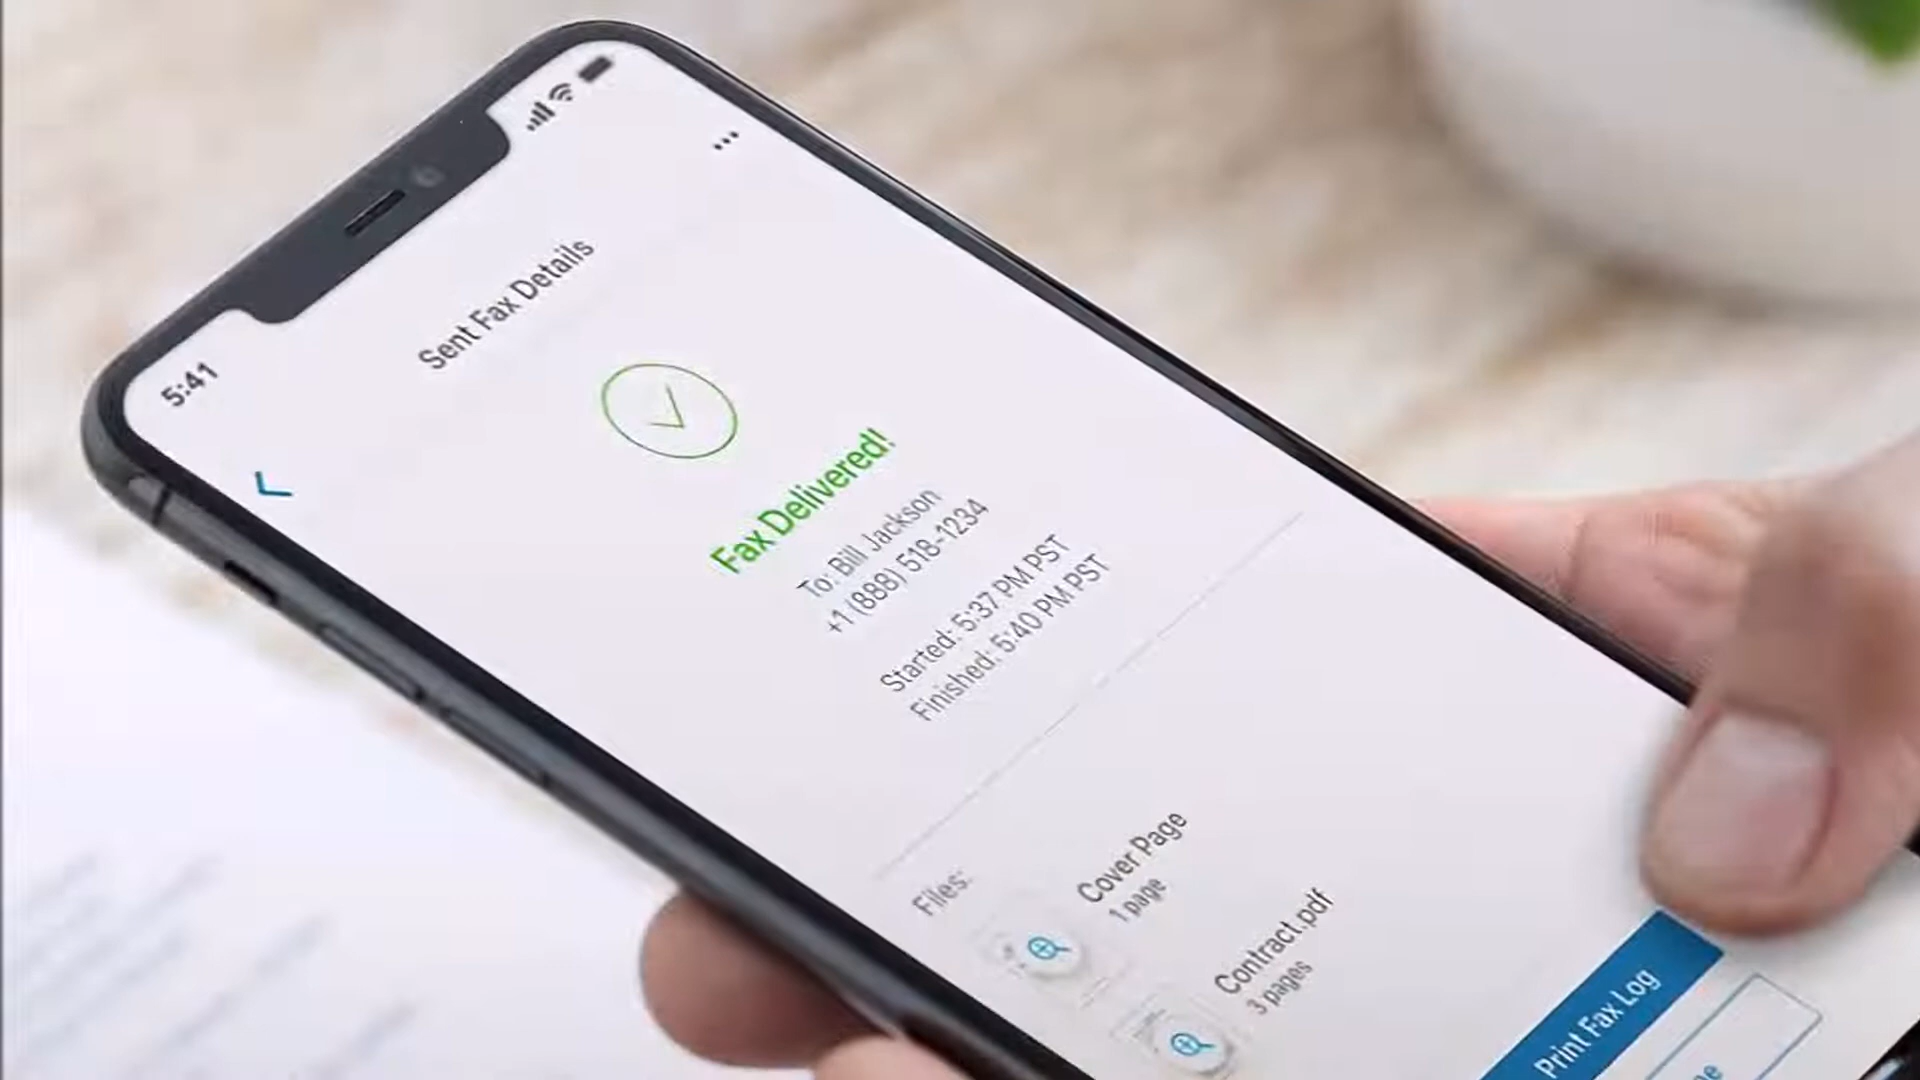 5:41
Sent Fax Details
Fax Delivered!
To: Bill Jackson
+1 (888) 518-1234
Started: 5:37 PM PST
Finished: 5:40 PM PST
Files:
Cover Page
1 page
Contract.pdf
3 pages
Print Fax Log